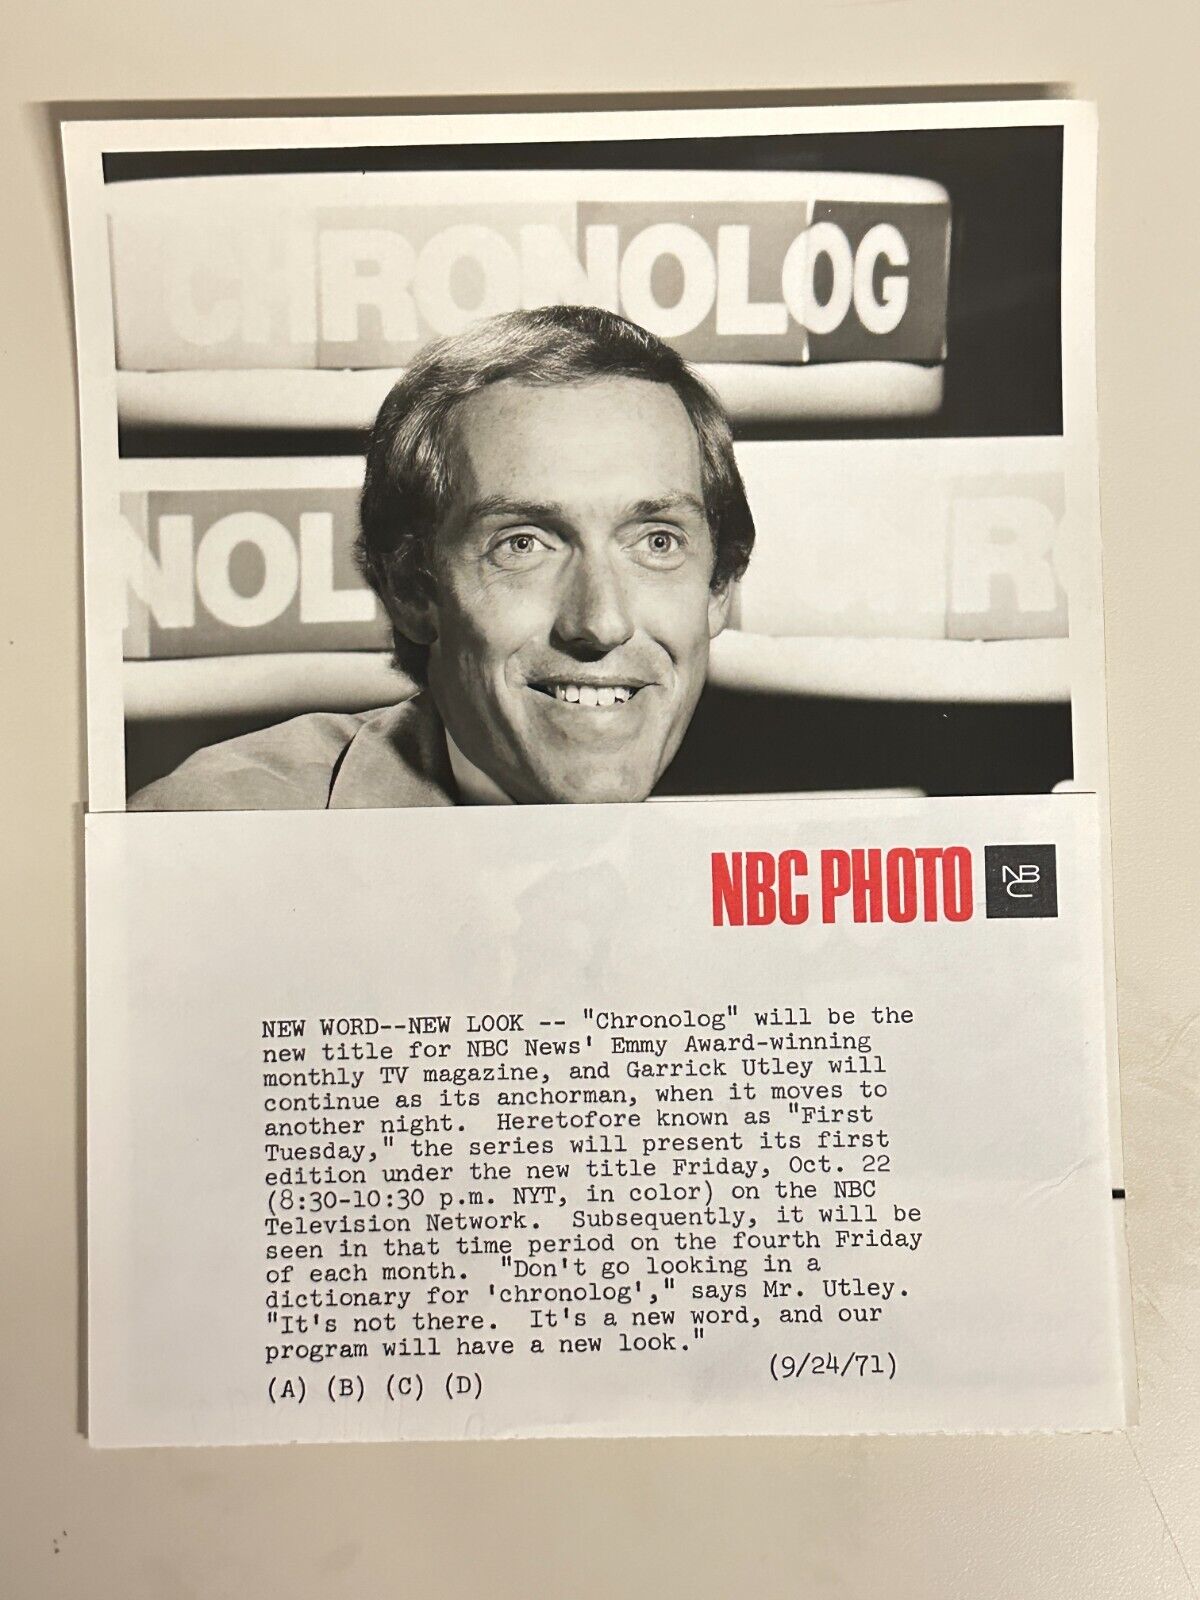 CHRONOLOG
NOL R
NBC PHOTO NBC
NEW WORD--NEW LOOK -- "Chronolog" will be the
new title for NBC News' Emmy Award-winning
monthly TV magazine, and Garrick Utley will
continue as its anchorman, when it moves to
another night. Heretofore known as "First
Tuesday," the series will present its first
edition under the new title Friday, Oct. 22
(8:30-10:30 p.m. NYT, in color) on the NBC
Television Network. Subsequently, it will be
seen in that time period on the fourth Friday
of each month. "Don't go looking in a
dictionary for 'chronolog'," says Mr. Utley.
"It's not there. It's a new word, and our
program will have a new look."
(9/24/71)
(A) (B) (C) (D)